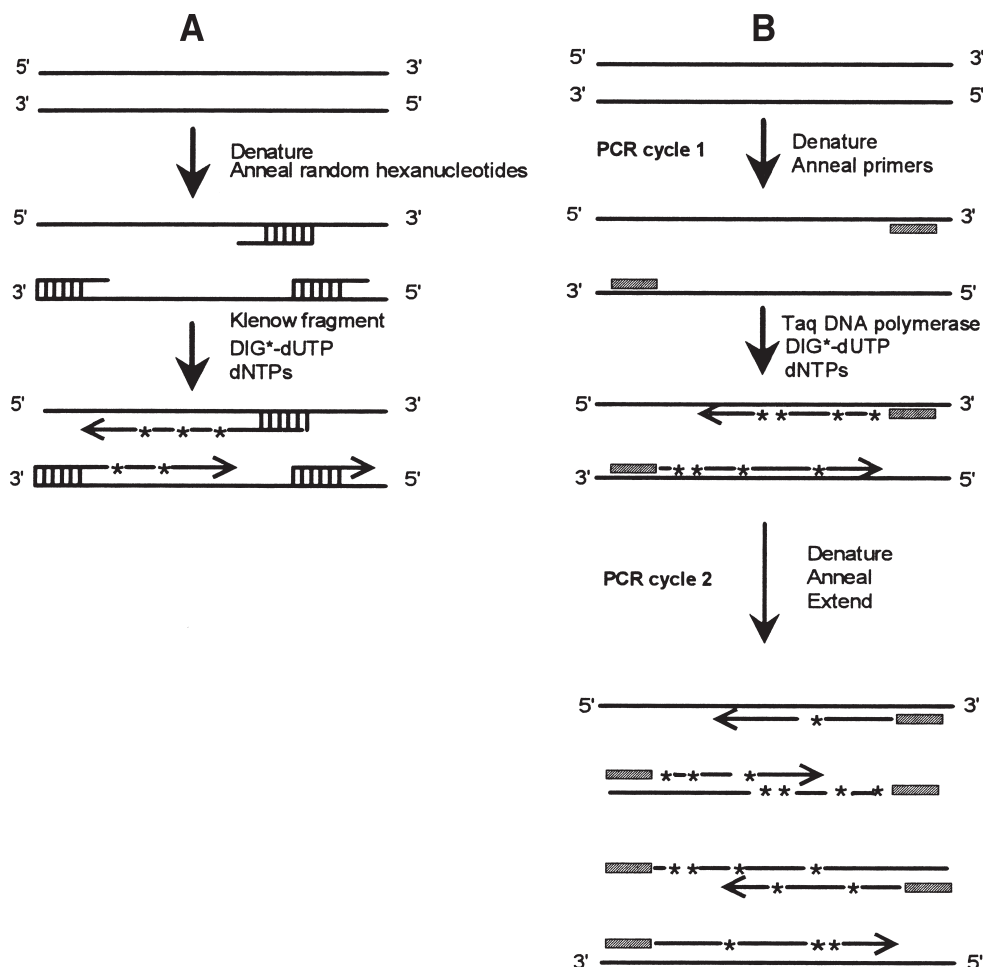 A
5' 3'
3' 5'
Denature
Anneal random hexanucleotides
5' 3'
3' 5'
Klenow fragment
DIG*-dUTP
dNTPs
5' 3'
3' 5'
B
5' 3'
3' 5'
PCR cycle 1
Denature
Anneal primers
5' 3'
3' 5'
Taq DNA polymerase
DIG*-dUTP
dNTPs
5' 3'
3' 5'
PCR cycle 2
Denature
Anneal
Extend
5' 3'
3' 5'